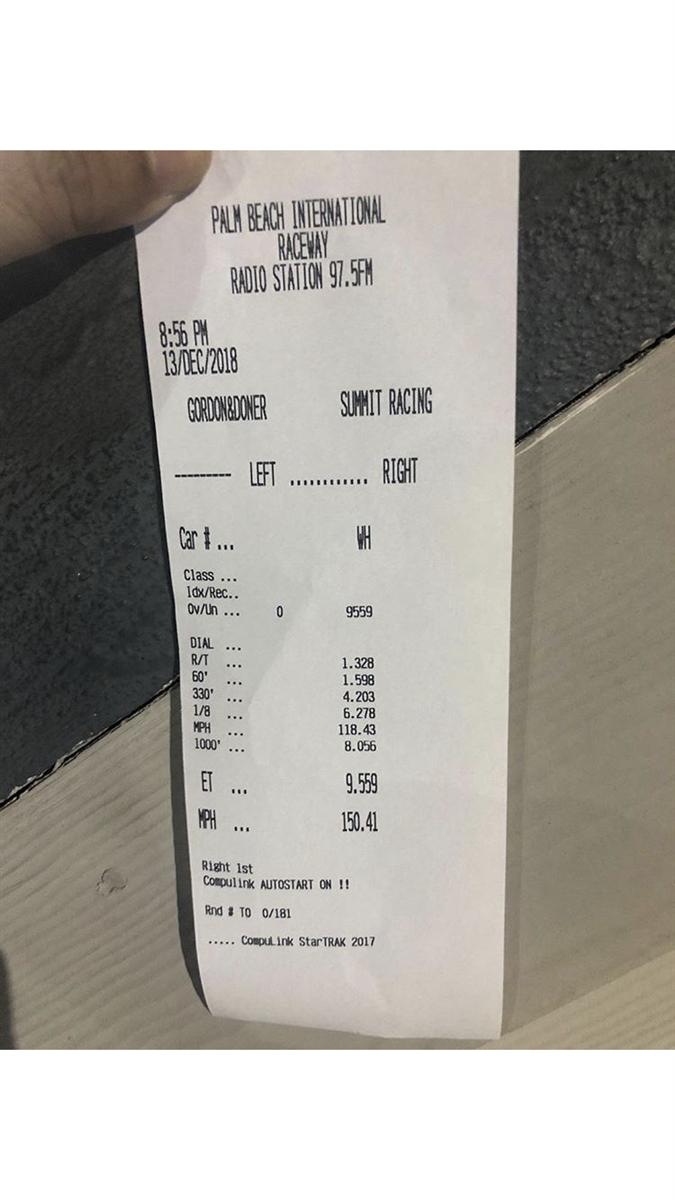 PALM BEACH INTERNATIONAL
RACEWAY
RADIO STATION 97.5FM
8:56 PM
13/DEC/2018
GORDON&DONER SUMMIT RACING
--------- LEFT ............ RIGHT
Car # ... WH
Class ...
Idx/Rec..
Ov/Un ... 0 9559
DIAL ...
R/T ... 1.328
60' ... 1.598
330' ... 4.203
1/8 ... 6.278
MPH ... 118.43
1000' ... 8.056
ET ... 9.559
MPH ... 150.41
Right 1st
Compulink AUTOSTART ON !!
Rnd # TO 0/181
..... CompuLink StarTRAK 2017